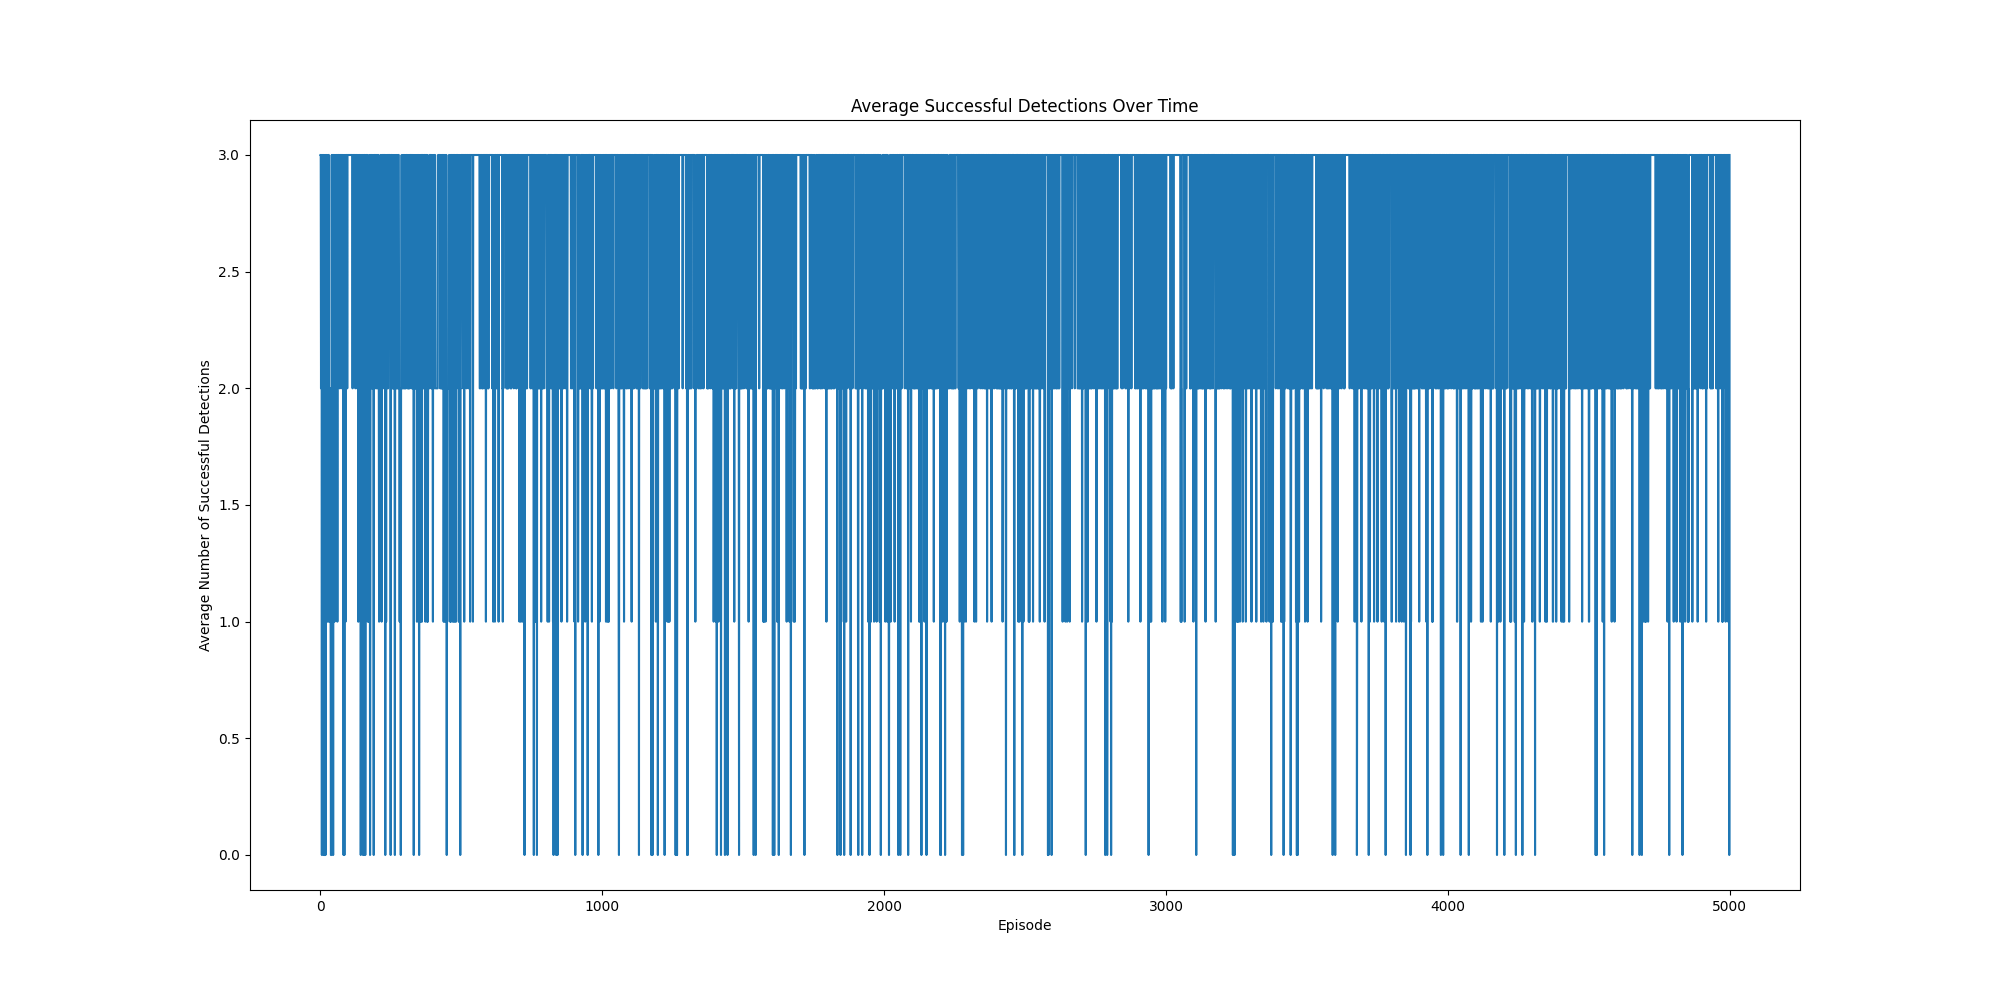 Average Successful Detections Over Time
3.0
2.5
2.0
1.5
1.0
0.5
0.0
Average Number of Successful Detections
0 1000 2000 3000 4000 5000
Episode